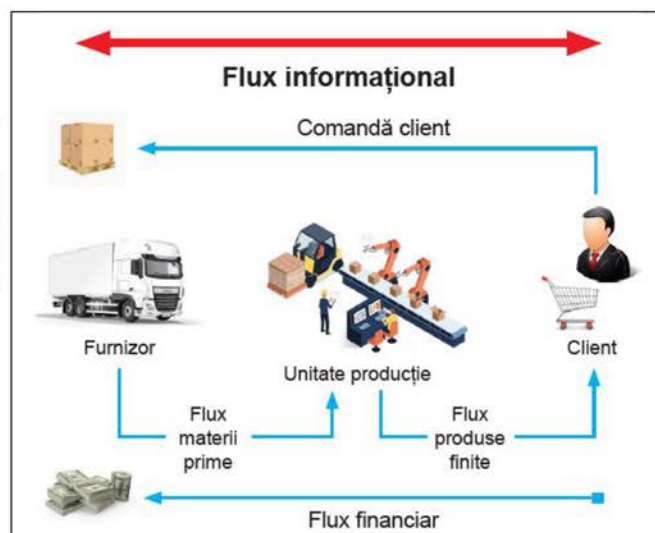 Flux informațional
Comandă client
Furnizor
Unitate producție
Client
Flux
materii
prime
Flux
produse
finite
Flux financiar